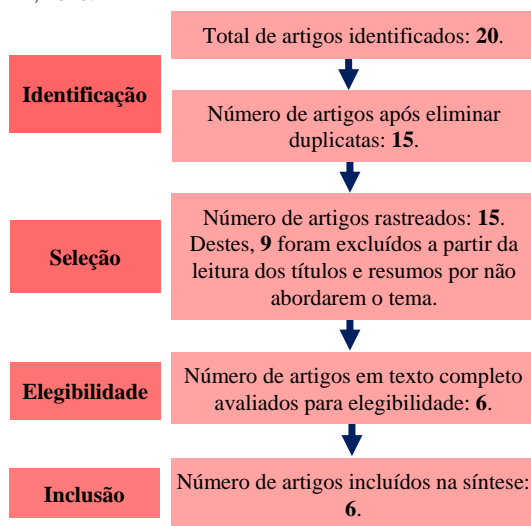 Total de artigos identificados: 20.
Identificação
Número de artigos após eliminar
duplicatas: 15.
Número de artigos rastreados: 15.
Destes, 9 foram excluídos a partir da
leitura dos títulos e resumos por não
abordarem o tema.
Seleção
Número de artigos em texto completo
avaliados para elegibilidade: 6.
Elegibilidade
Número de artigos incluídos na síntese:
6.
Inclusão